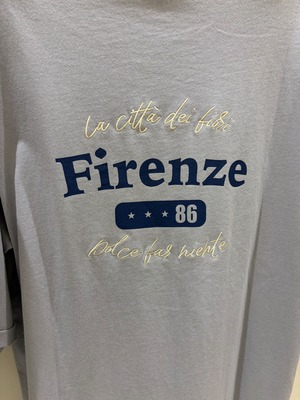 La città dei fiori
Firenze
★ ★ ★ 86
Dolce far niente